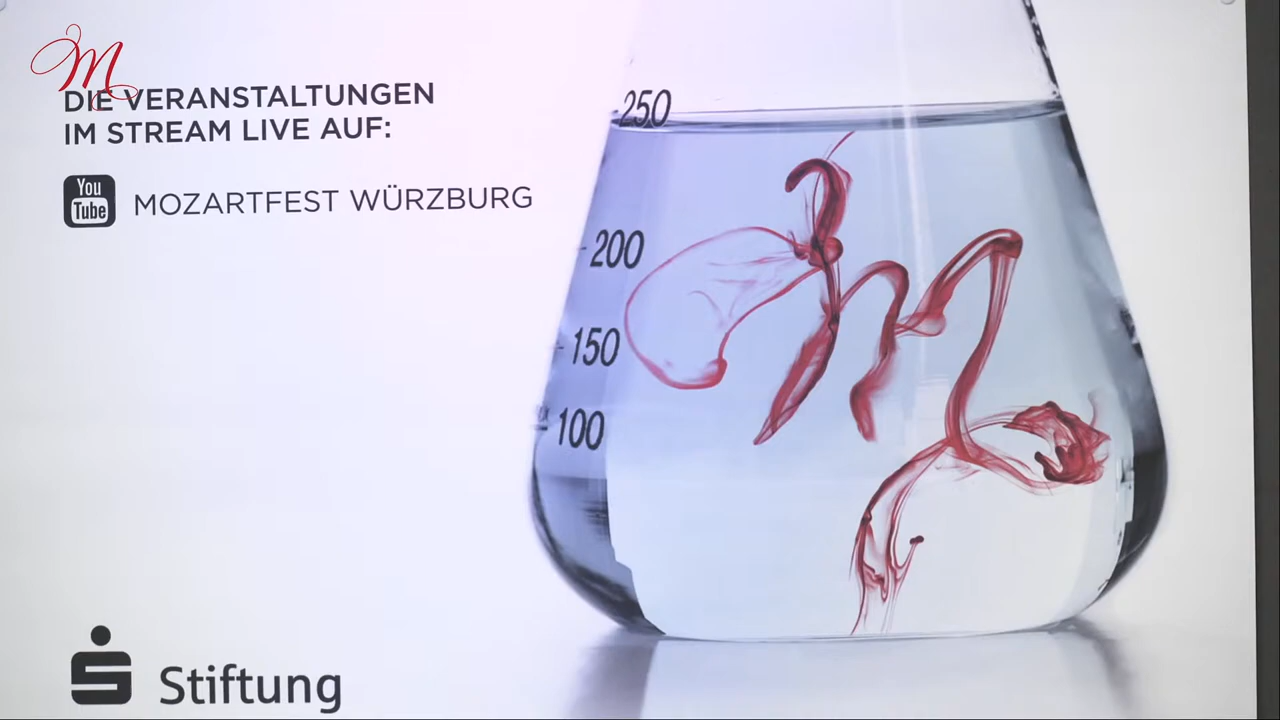 M
DIE VERANSTALTUNGEN
IM STREAM LIVE AUF:
You
Tube
MOZARTFEST WÜRZBURG
250
200
150
100
m
S Stiftung